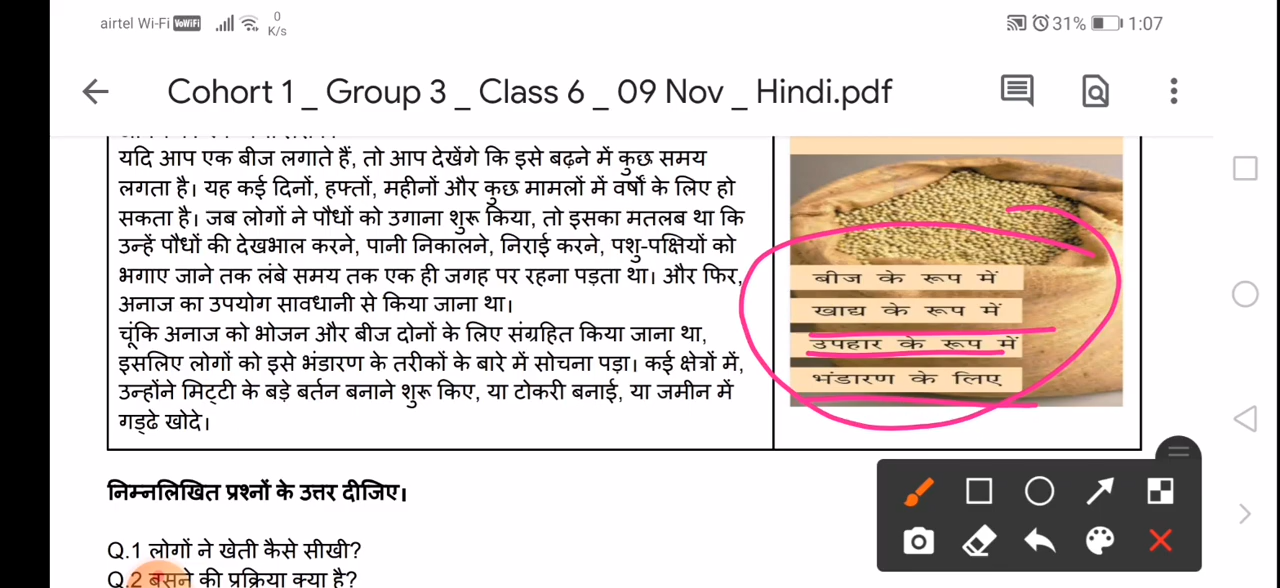 airtel Wi-Fi VoWiFi 0 K/s 31% 1:07
Cohort 1 _ Group 3 _ Class 6 _ 09 Nov _ Hindi.pdf
यदि आप एक बीज लगाते हैं, तो आप देखेंगे कि इसे बढ़ने में कुछ समय
लगता है। यह कई दिनों, हफ्तों, महीनों और कुछ मामलों में वर्षों के लिए हो
सकता है। जब लोगों ने पौधों को उगाना शुरू किया, तो इसका मतलब था कि
उन्हें पौधों की देखभाल करने, पानी निकालने, निराई करने, पशु-पक्षियों को
भगाए जाने तक लंबे समय तक एक ही जगह पर रहना पड़ता था। और फिर,
अनाज का उपयोग सावधानी से किया जाना था।
चूंकि अनाज को भोजन और बीज दोनों के लिए संग्रहित किया जाना था,
इसलिए लोगों को इसे भंडारण के तरीकों के बारे में सोचना पड़ा। कई क्षेत्रों में,
उन्होंने मिट्टी के बड़े बर्तन बनाने शुरू किए, या टोकरी बनाई, या जमीन में
गड्ढे खोदे।
बीज के रूप में
खाद्य के रूप में
उपहार के रूप में
भंडारण के लिए
निम्नलिखित प्रश्नों के उत्तर दीजिए।
Q.1 लोगों ने खेती कैसे सीखी?
Q.2 बसने की प्रक्रिया क्या है?